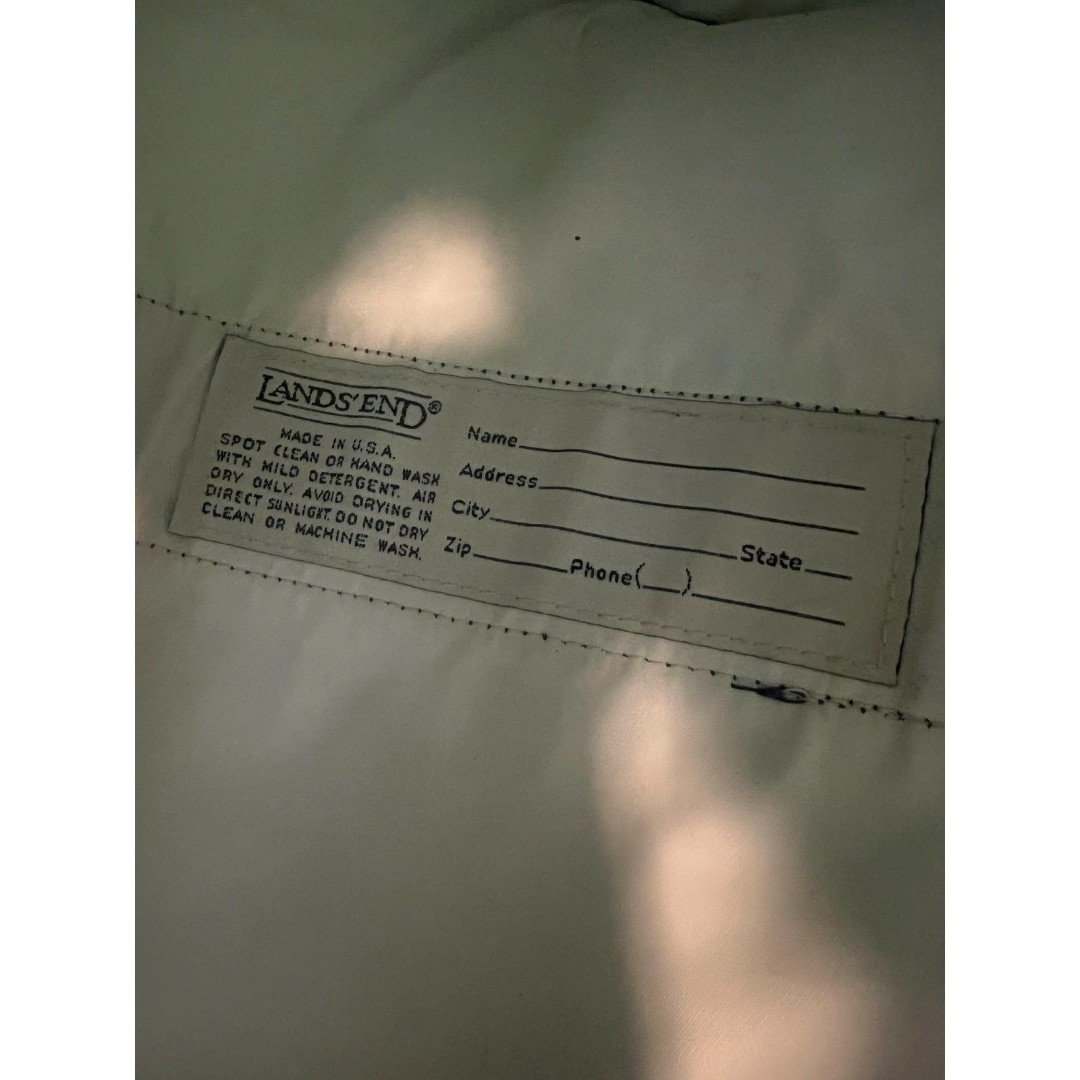 LANDS' END®
MADE IN U.S.A.
SPOT CLEAN OR HAND WASH
WITH MILD DETERGENT. AIR
DRY ONLY. AVOID DRYING IN
DIRECT SUNLIGHT. DO NOT DRY
CLEAN OR MACHINE WASH.
Name
Address
City State
Zip Phone( )